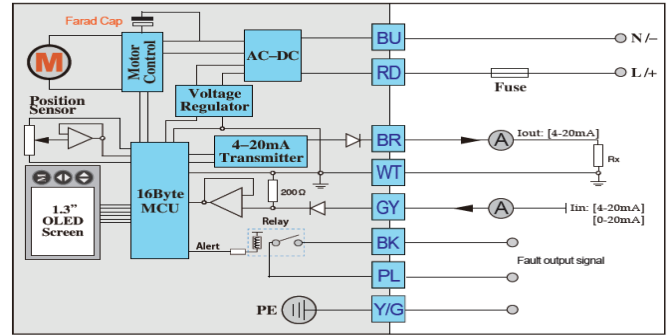 Farad Cap
M
Motor
Control
AC–DC
Voltage
Regulator
Position
Sensor
4–20mA
Transmitter
16Byte
MCU
1.3”
OLED
Screen
200Ω
Relay
Alert
PE
BU
RD
BR
WT
GY
BK
PL
Y/G
N/–
L/+
Fuse
A
Iout: [4-20mA]
Rx
A
Iin: [4-20mA]
[0-20mA]
Fault output signal